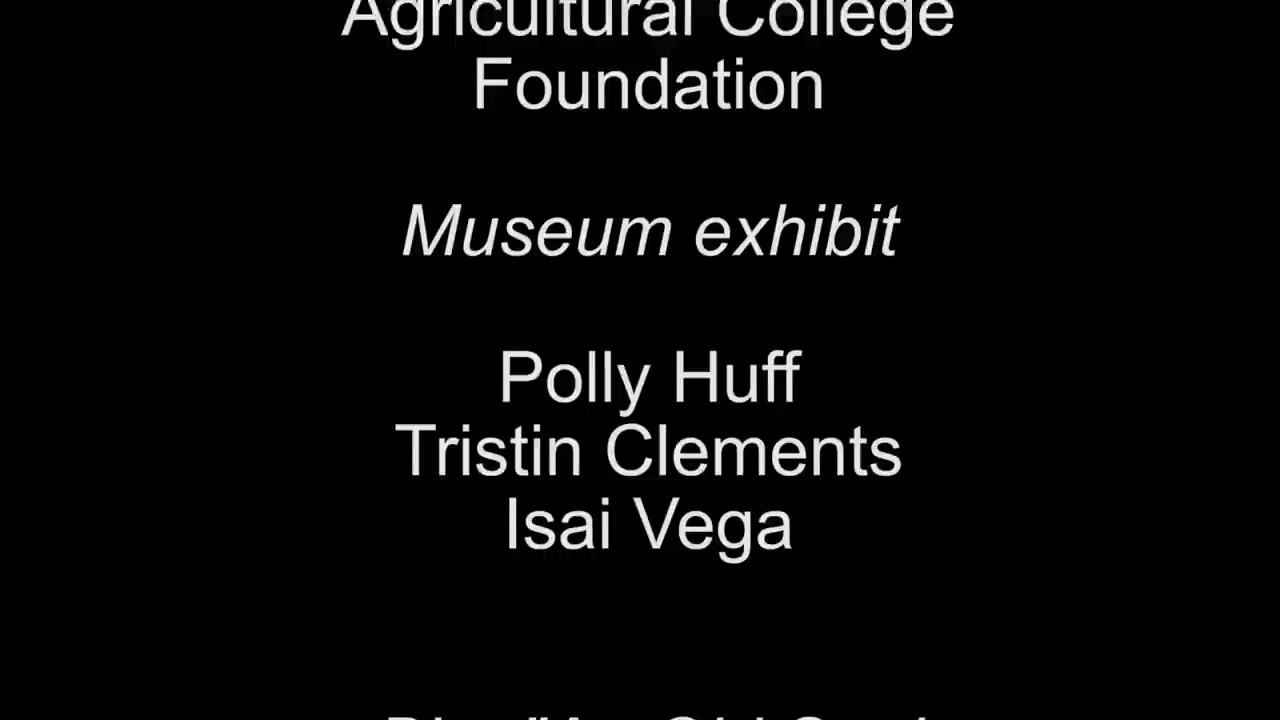 Agricultural College
Foundation
Museum exhibit
Polly Huff
Tristin Clements
Isai Vega